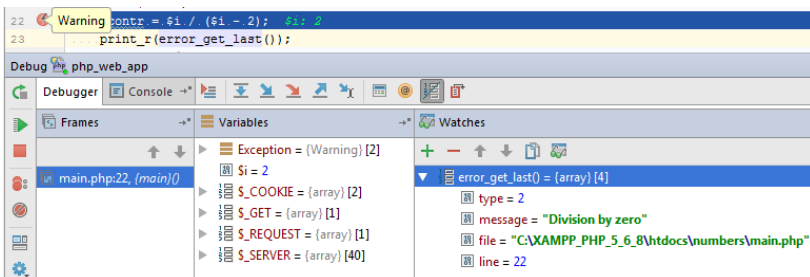 22 Warning contr.=.$i./.($i.-.2); $i: 2
23 print_r(error_get_last());
Debug php_web_app
Debugger Console
Frames
Variables
Watches
main.php:22, {main}()
Exception = {Warning} [2]
$i = 2
$_COOKIE = {array} [2]
$_GET = {array} [1]
$_REQUEST = {array} [1]
$_SERVER = {array} [40]
error_get_last() = {array} [4]
type = 2
message = "Division by zero"
file = "C:\XAMPP_PHP_5_6_8\htdocs\numbers\main.php"
line = 22